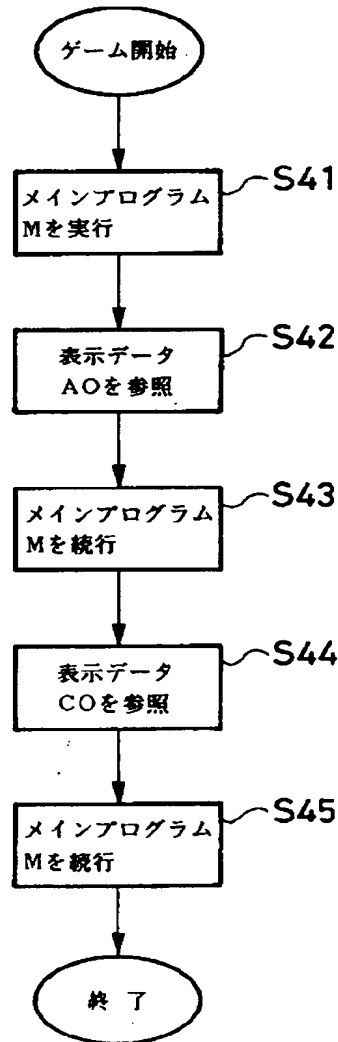 ゲーム開始
S41
メインプログラム
Mを実行
S42
表示データ
AOを参照
S43
メインプログラム
Mを続行
S44
表示データ
COを参照
S45
メインプログラム
Mを続行
終 了